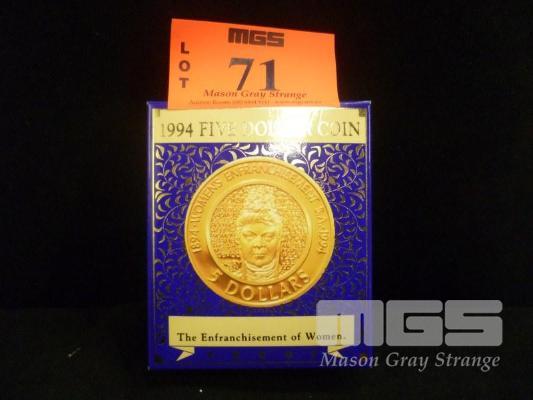 MGS
LOT
71
Mason Gray Strange
1994 FIVE DOLLAR COIN
1894 · WOMENS ENFRANCHISEMENT S.A · 1994
5 DOLLARS
The Enfranchisement of Women.
MGS
Mason Gray Strange